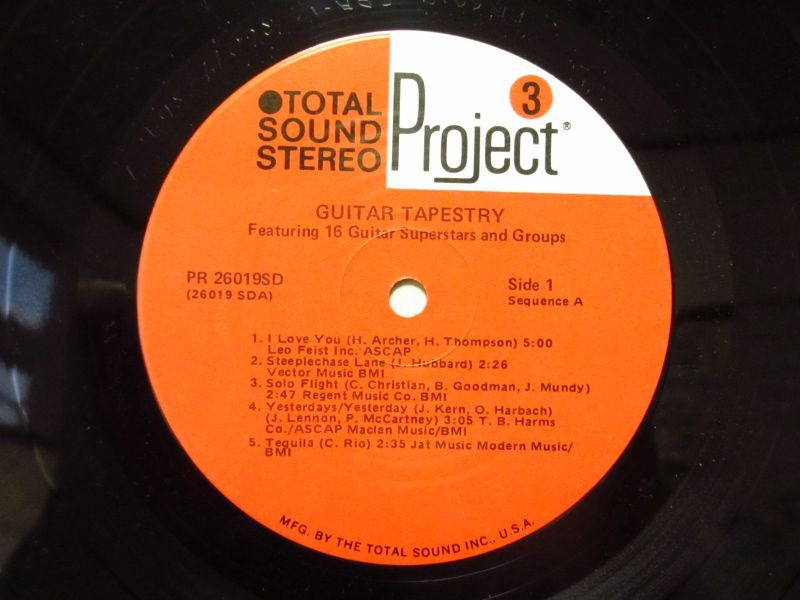 ●TOTAL
SOUND
STEREO
Project®
3
GUITAR TAPESTRY
Featuring 16 Guitar Superstars and Groups
PR 26019SD
(26019 SDA)
Side 1
Sequence A
1. I Love You (H. Archer, H. Thompson) 5:00
Leo Feist Inc. ASCAP
2. Steeplechase Lane (J. Hubbard) 2:26
Vector Music BMI
3. Solo Flight (C. Christian, B. Goodman, J. Mundy)
2:47 Regent Music Co. BMI
4. Yesterdays/Yesterday (J. Kern, O. Harbach)
(J. Lennon, P. McCartney) 3:05 T. B. Harms
Co./ASCAP Maclen Music/BMI
5. Tequila (C. Rio) 2:35 Jat Music Modern Music/
BMI
MFG. BY THE TOTAL SOUND INC., U.S.A.